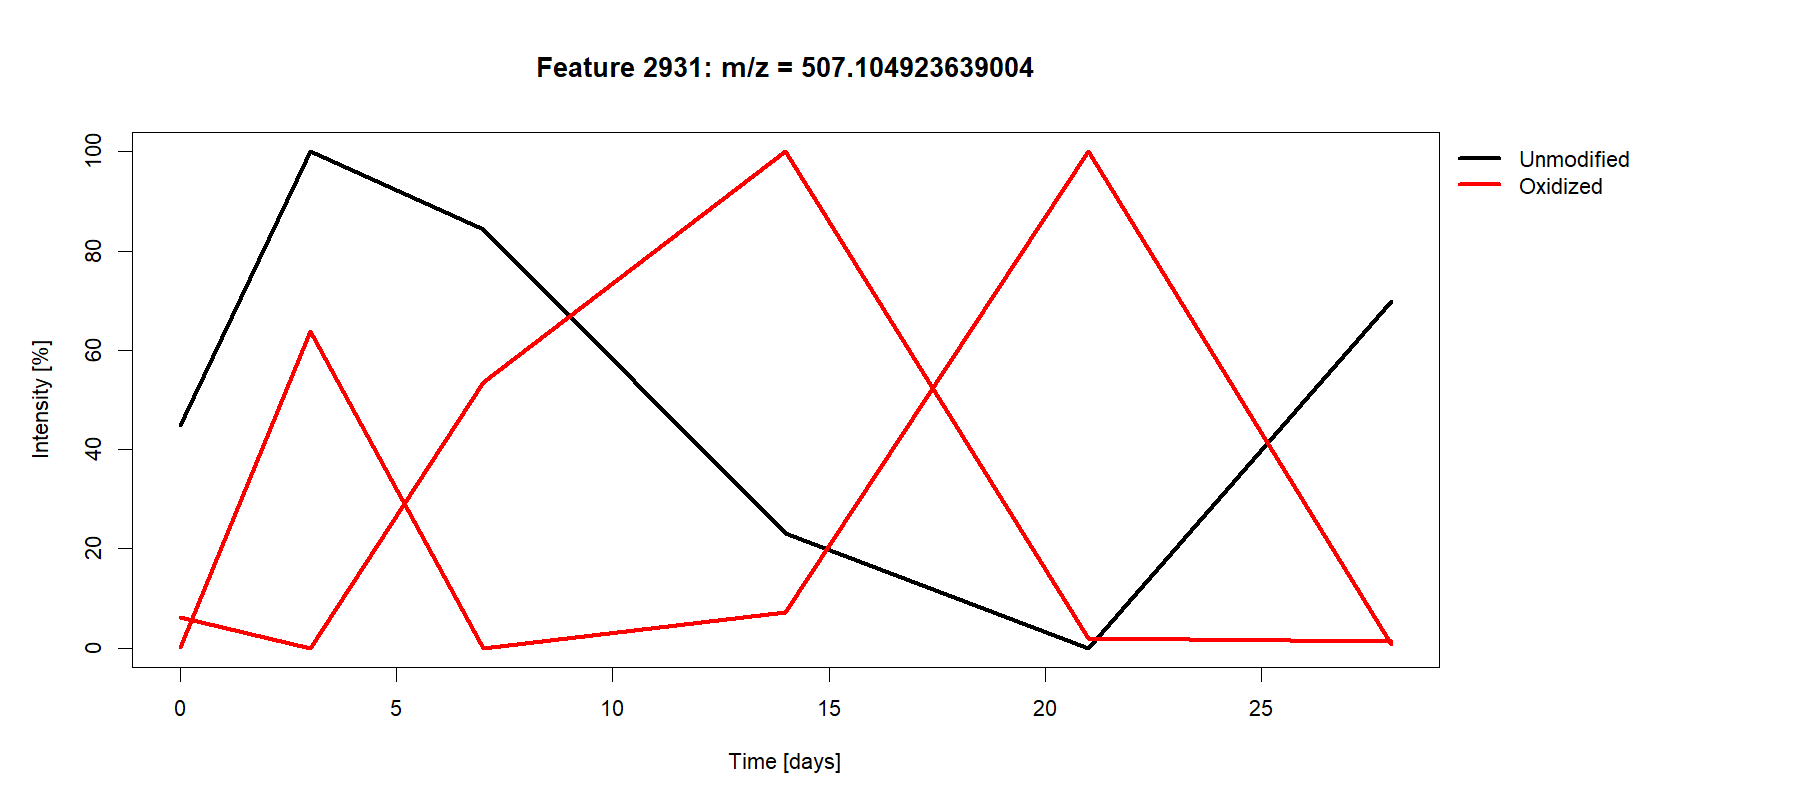 Feature 2931: m/z = 507.104923639004
Unmodified
Oxidized
Intensity [%]
100
80
60
40
20
0
0 5 10 15 20 25
Time [days]